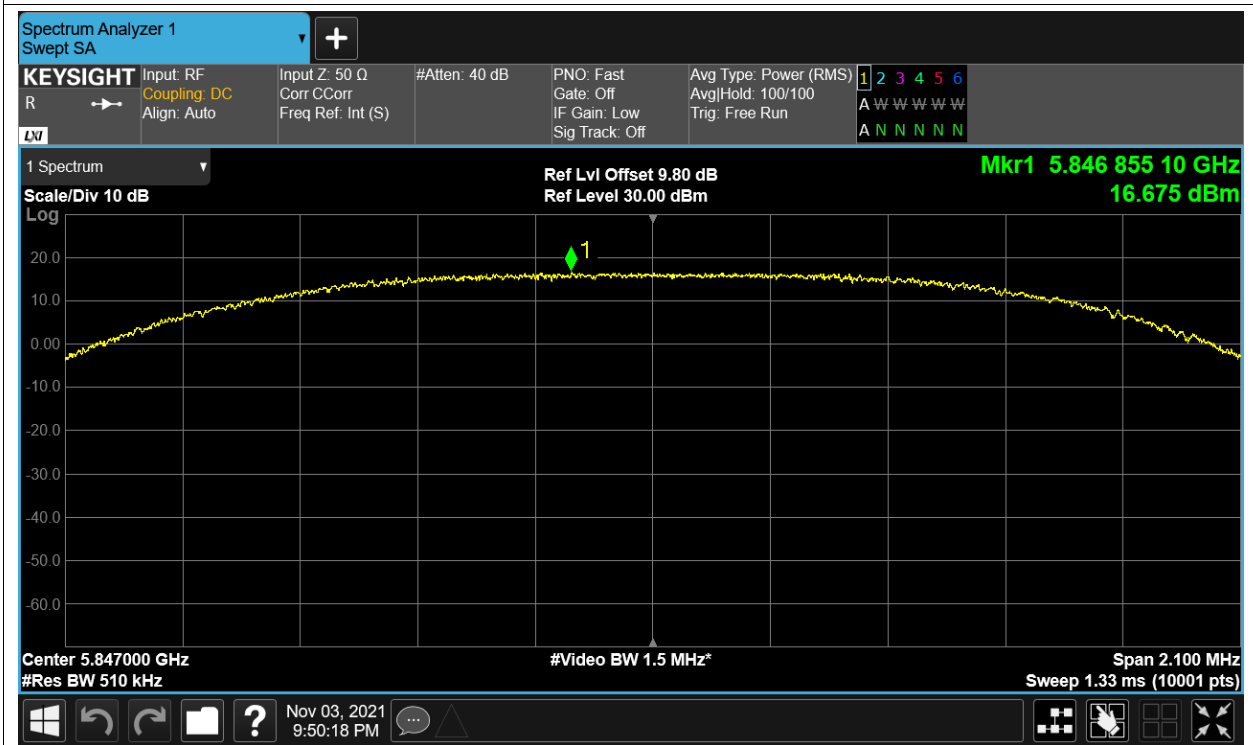 Spectrum Analyzer 1
Swept SA
KEYSIGHT
R
LXI
Input: RF
Coupling: DC
Align: Auto
Input Z: 50 Ω
Corr CCorr
Freq Ref: Int (S)
#Atten: 40 dB
PNO: Fast
Gate: Off
IF Gain: Low
Sig Track: Off
Avg Type: Power (RMS)
Avg|Hold: 100/100
Trig: Free Run
1 2 3 4 5 6
A W W W W W
A N N N N N
1 Spectrum
Scale/Div 10 dB
Log
Ref Lvl Offset 9.80 dB
Ref Level 30.00 dBm
Mkr1 5.846 855 10 GHz
16.675 dBm
1
20.0
10.0
0.00
-10.0
-20.0
-30.0
-40.0
-50.0
-60.0
Center 5.847000 GHz
#Res BW 510 kHz
#Video BW 1.5 MHz*
Span 2.100 MHz
Sweep 1.33 ms (10001 pts)
?
Nov 03, 2021
9:50:18 PM